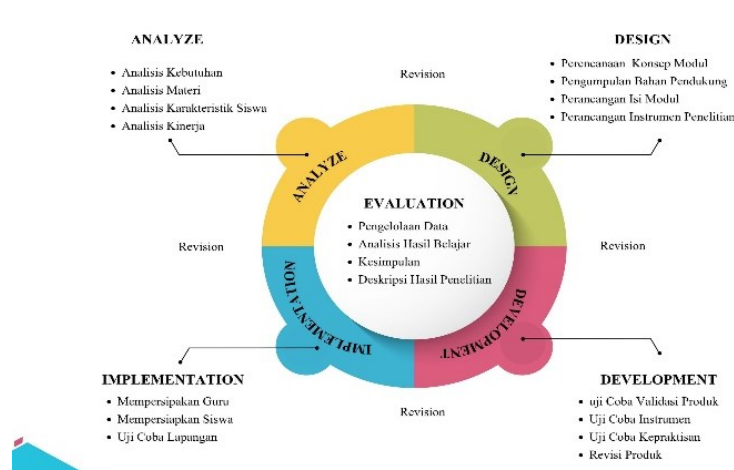 ANALYZE
• Analisis Kebutuhan
• Analisis Materi
• Analisis Karakteristik Siswa
• Analisis Kinerja
Revision
DESIGN
• Perencanaan Konsep Modul
• Pengumpulan Bahan Pendukung
• Perancangan Isi Modul
• Perancangan Instrumen Penelitian
ANALYZE
DESIGN
Revision
EVALUATION
• Pengelolaan Data
• Analisis Hasil Belajar
• Kesimpulan
• Deskripsi Hasil Penelitian
Revision
IMPLEMENTATION
DEVELOPMENT
IMPLEMENTATION
• Mempersipakan Guru
• Mempersiapkan Siswa
• Uji Coba Lapangan
Revision
DEVELOPMENT
• uji Coba Validasi Produk
• Uji Coba Instrumen
• Uji Coba Kepraktisan
• Revisi Produk